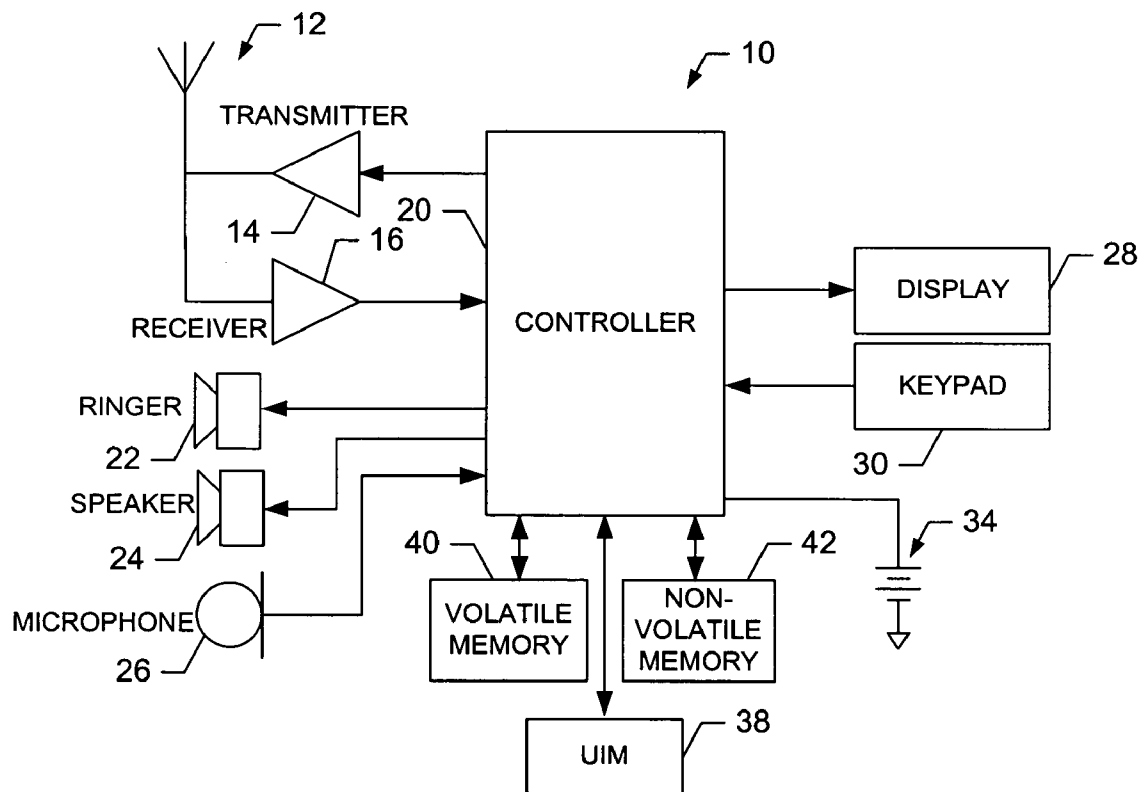 12
10
TRANSMITTER
14
20
16
RECEIVER
CONTROLLER
DISPLAY
28
KEYPAD
30
RINGER
22
SPEAKER
24
MICROPHONE
26
40
VOLATILE
MEMORY
42
NON-
VOLATILE
MEMORY
34
UIM
38